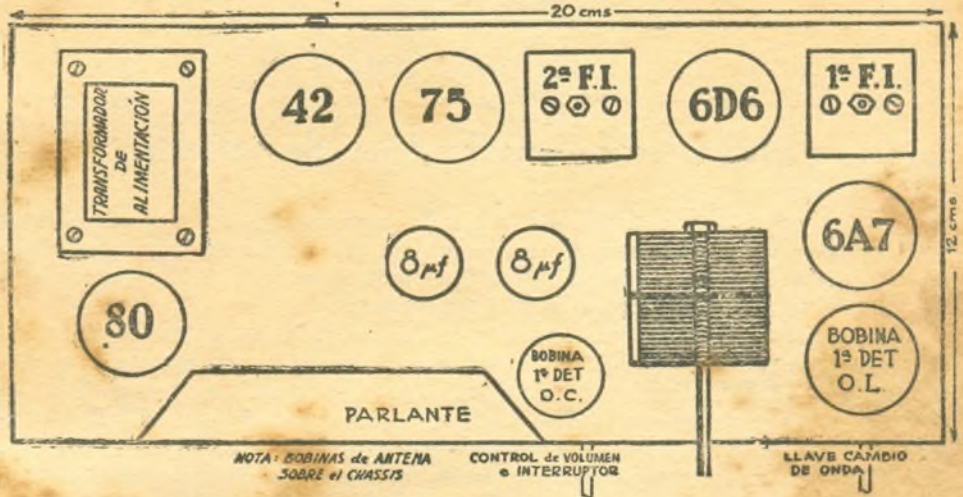 20 cms
TRANSFORMADOR
DE
ALIMENTACIÓN
42
75
2ª F.I.
6D6
1ª F.I.
12 cms
6A7
8 µf
8 µf
80
BOBINA
1ª DET
O.C.
BOBINA
1ª DET
O.L.
PARLANTE
NOTA: BOBINAS de ANTENA
SOBRE el CHASSIS
CONTROL de VOLUMEN
e INTERRUPTOR
LLAVE CAMBIO
DE ONDA